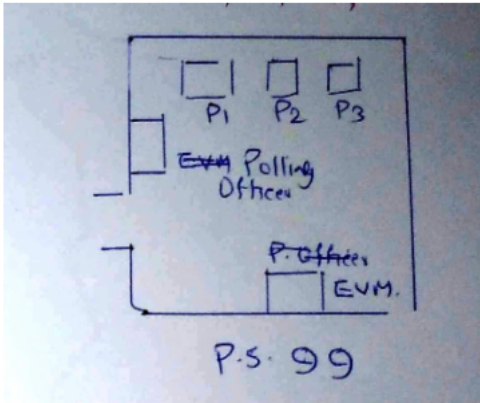 P1 P2 P3
EVM Polling
Officer
P. Officer
EVM.
P.S. 99